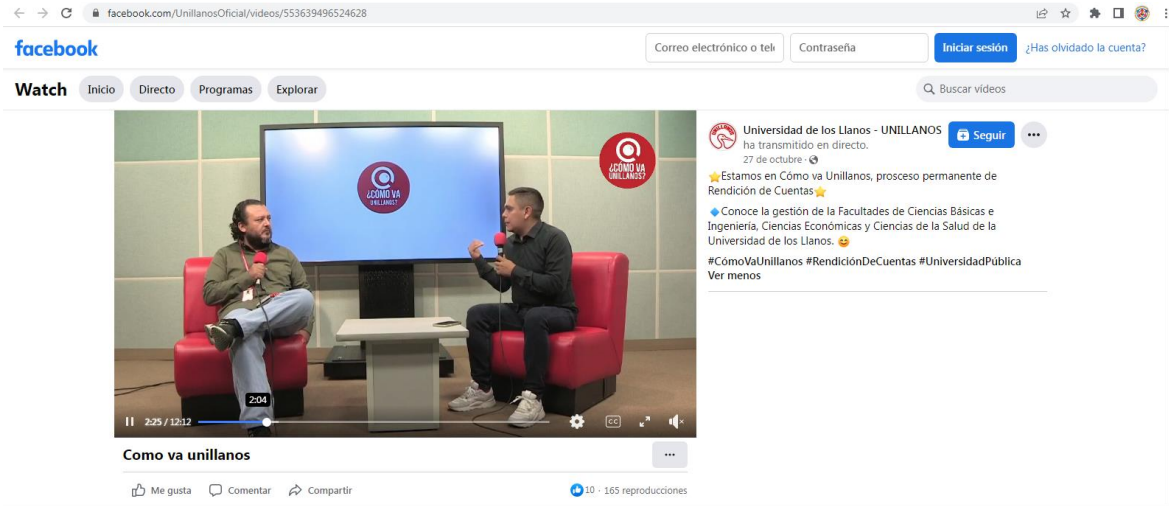 facebook.com/UnillanosOficial/videos/553639496524628
facebook
Correo electrónico o telé
Contraseña
Iniciar sesión
¿Has olvidado la cuenta?
Watch
Inicio
Directo
Programas
Explorar
Buscar vídeos
¿CÓMO VA
UNILLANOS?
¿CÓMO VA
UNILLANOS?
2:04
2:25 / 12:12
CC
Como va unillanos
Me gusta
Comentar
Compartir
10 · 165 reproducciones
UNILLANOS
Universidad de los Llanos - UNILLANOS
ha transmitido en directo.
27 de octubre ·
Seguir
⭐Estamos en Cómo va Unillanos, prosceso permanente de
Rendición de Cuentas⭐
🔹Conoce la gestión de la Facultades de Ciencias Básicas e
Ingeniería, Ciencias Económicas y Ciencias de la Salud de la
Universidad de los Llanos. 😊
#CómoVaUnillanos #RendiciónDeCuentas #UniversidadPública
Ver menos